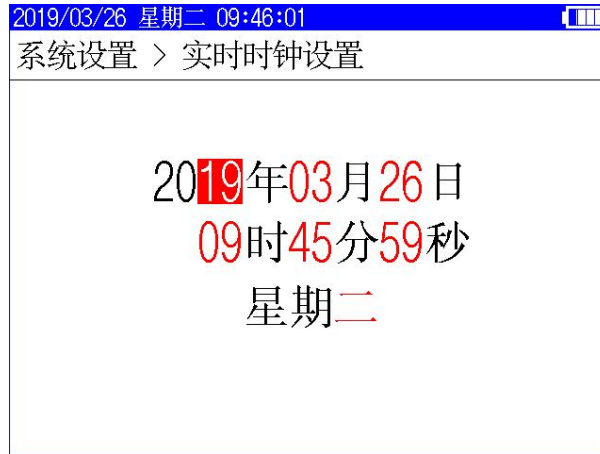 2019/03/26 星期二 09:46:01
系统设置 > 实时时钟设置
2019年03月26日
09时45分59秒
星期二